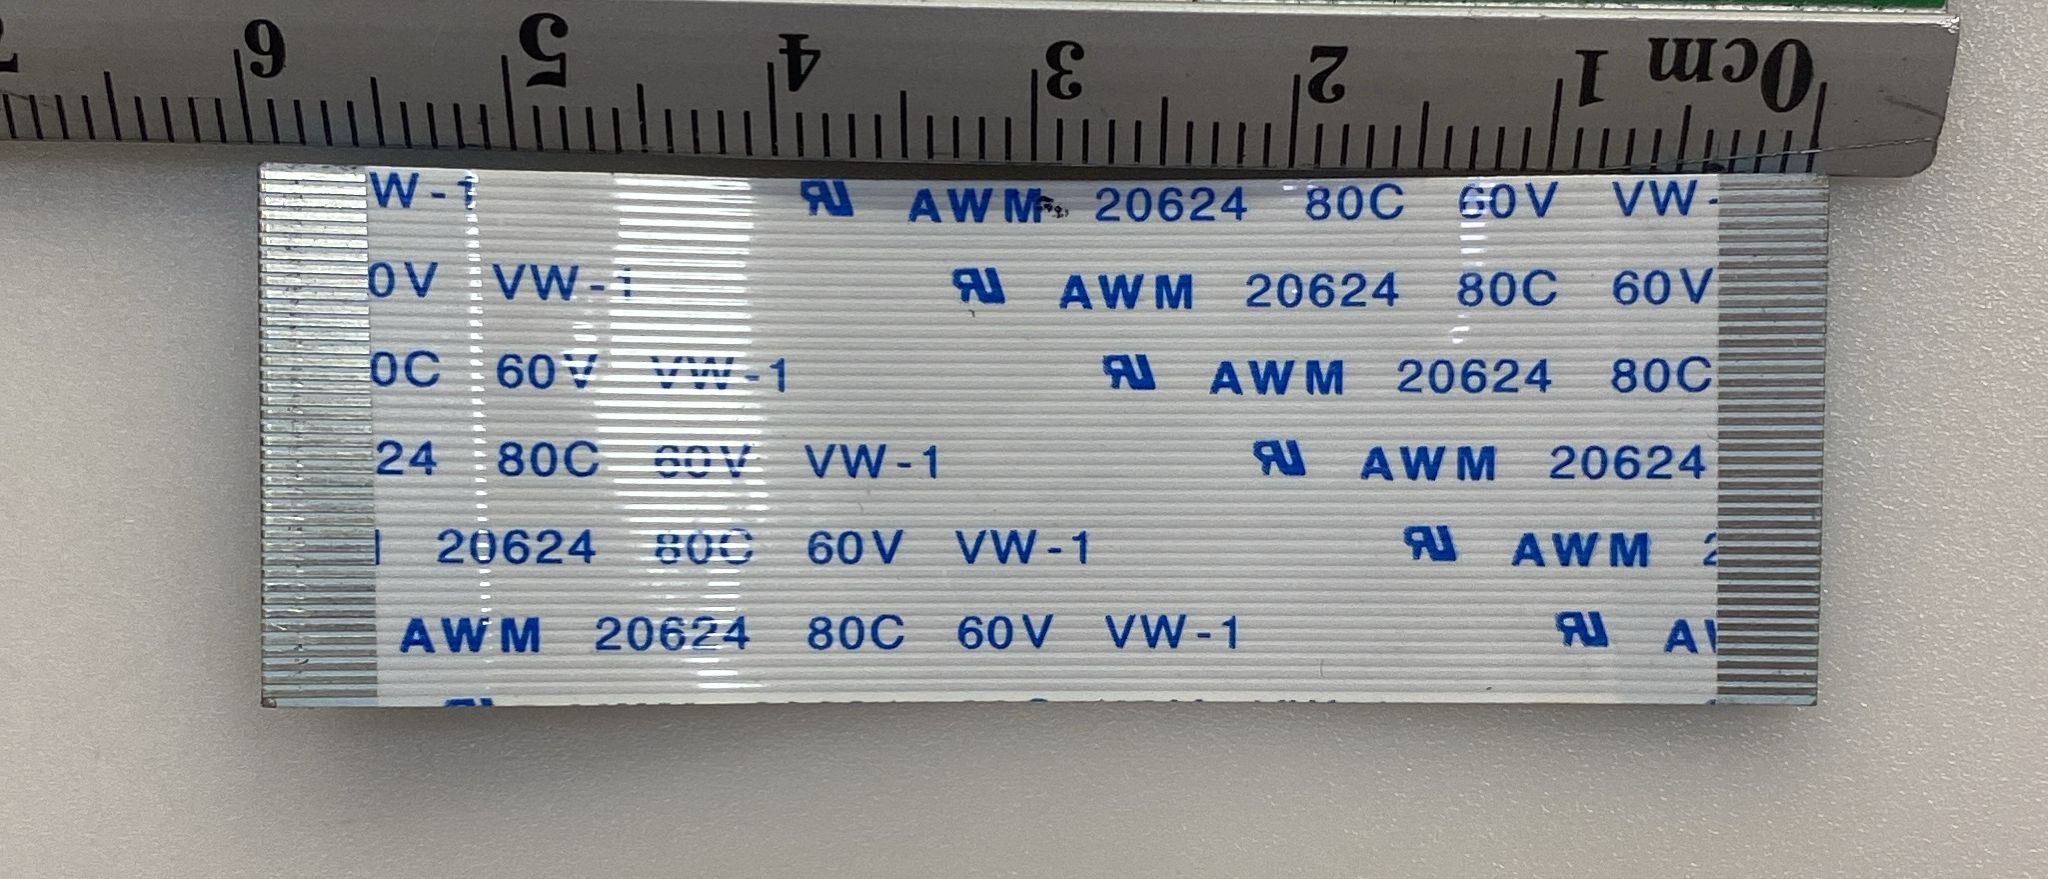 0cm 1 2 3 4 5 6
W-1 AWM 20624 80C 60V VW-
0V VW-1 AWM 20624 80C 60V
0C 60V VW-1 AWM 20624 80C
24 80C 60V VW-1 AWM 20624
20624 80C 60V VW-1 AWM 2
AWM 20624 80C 60V VW-1